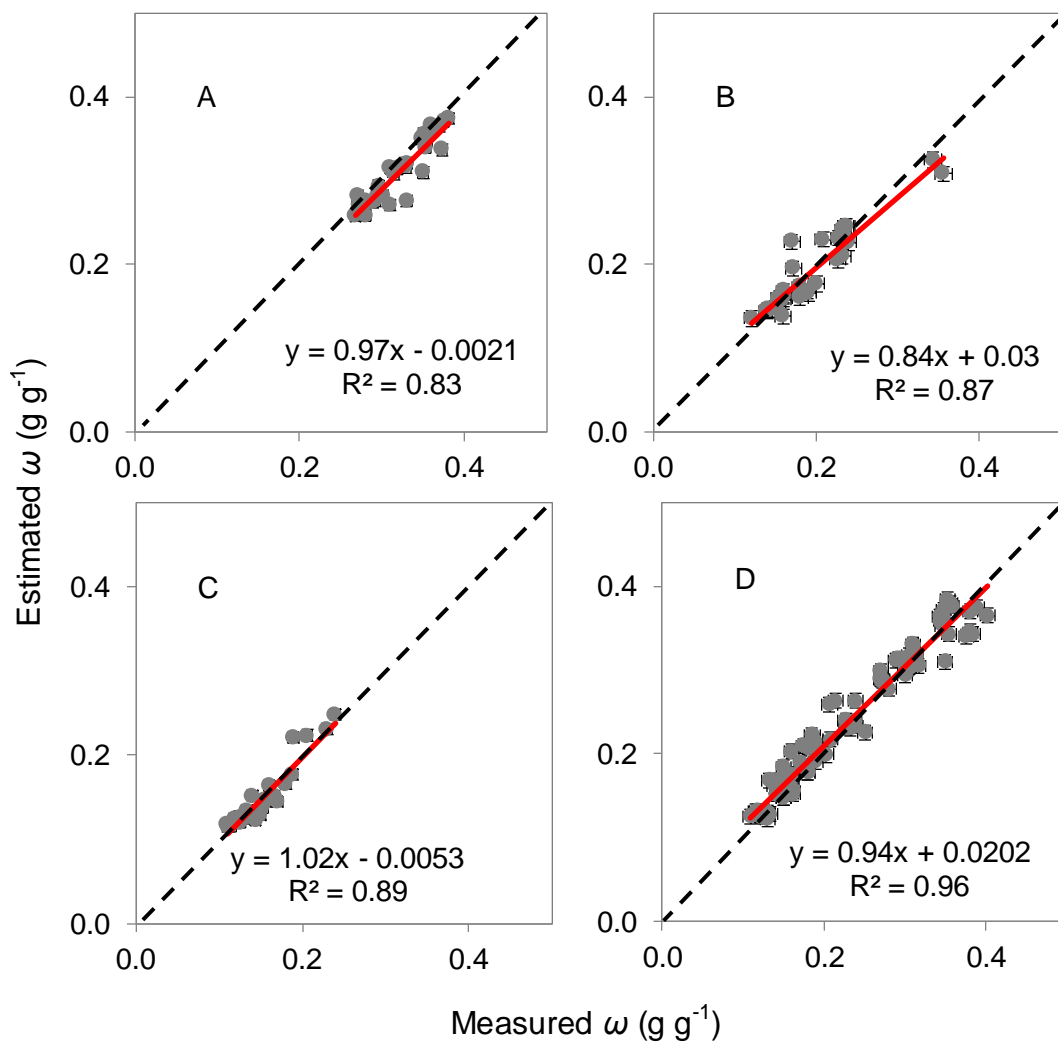 Estimated ω (g g⁻¹)
0.4
0.2
0.0
0.0
0.2
0.4
A
y = 0.97x - 0.0021
R² = 0.83
0.4
0.2
0.0
0.0
0.2
0.4
B
y = 0.84x + 0.03
R² = 0.87
0.4
0.2
0.0
0.0
0.2
0.4
C
y = 1.02x - 0.0053
R² = 0.89
0.4
0.2
0.0
0.0
0.2
0.4
D
y = 0.94x + 0.0202
R² = 0.96
Measured ω (g g⁻¹)